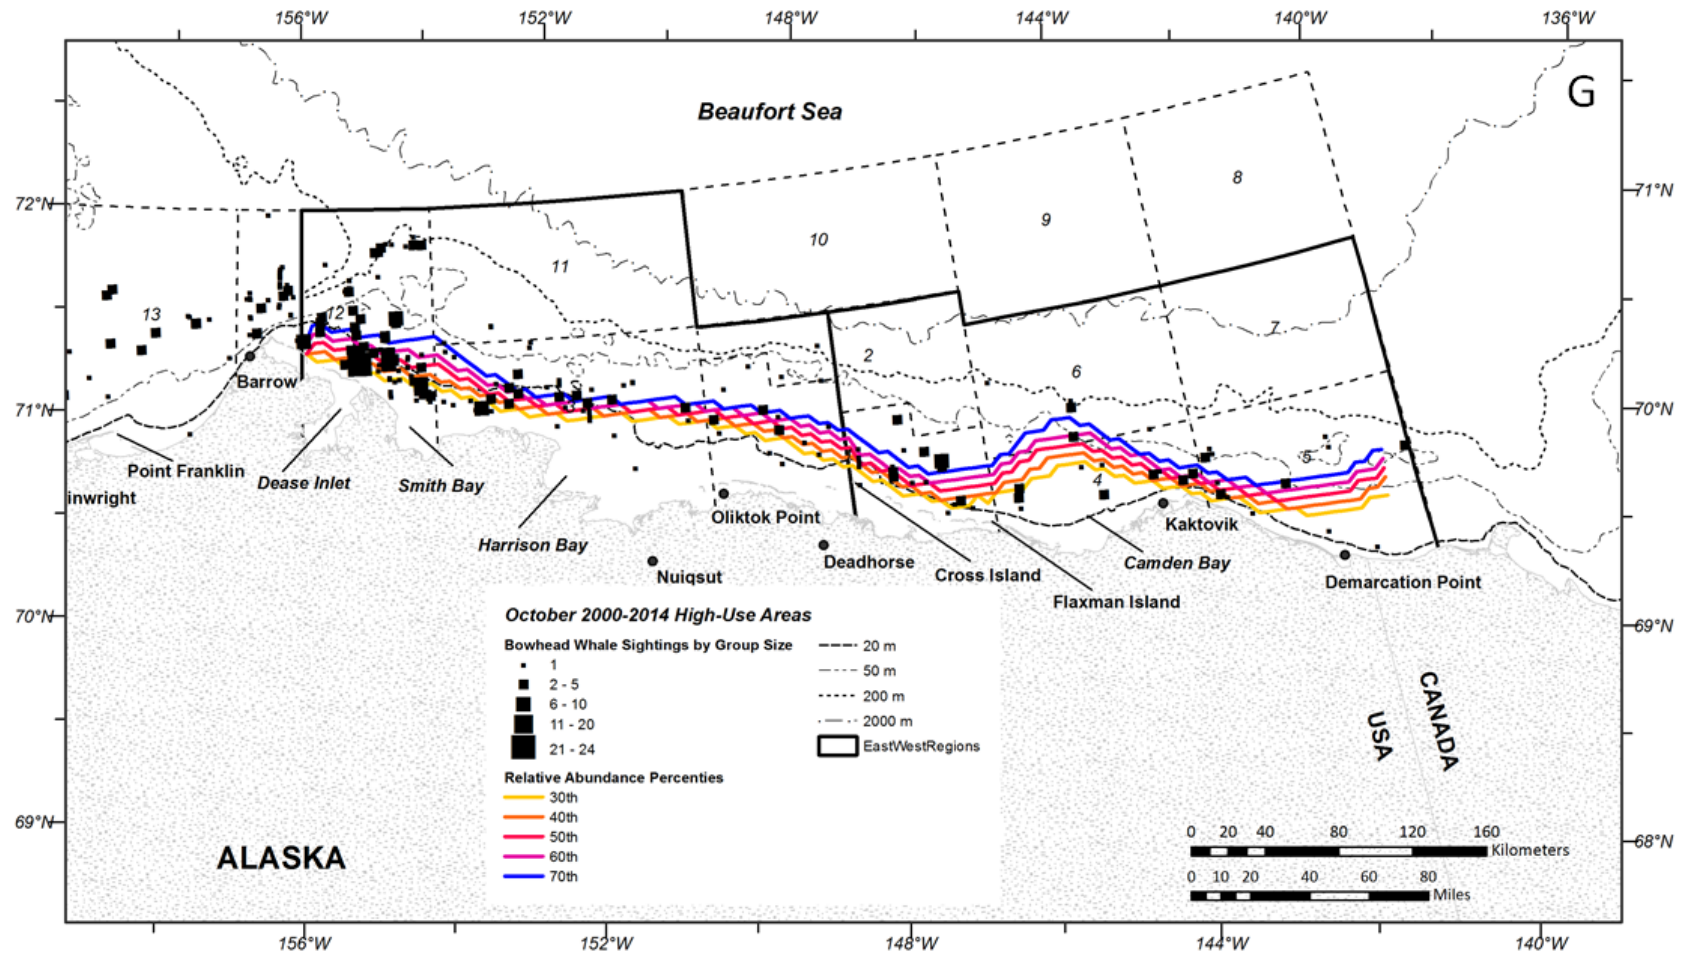 156°W 152°W 148°W 144°W 140°W 136°W
G
Beaufort Sea
8
72°N 71°N
9
10
11
13 12
7
2
6
Barrow
71°N 70°N
Point Franklin
Dease Inlet
Smith Bay
5
4
inwright
Oliktok Point
Kaktovik
Harrison Bay
Deadhorse
Cross Island
Camden Bay
Nuiqsut
Demarcation Point
Flaxman Island
70°N 69°N
October 2000-2014 High-Use Areas
Bowhead Whale Sightings by Group Size
1
2 - 5
6 - 10
11 - 20
21 - 24
20 m
50 m
200 m
2000 m
EastWestRegions
Relative Abundance Percenties
30th
40th
50th
60th
70th
USA
CANADA
69°N 68°N
ALASKA
0 20 40 80 120 160
Kilometers
0 10 20 40 60 80
Miles
156°W 152°W 148°W 144°W 140°W